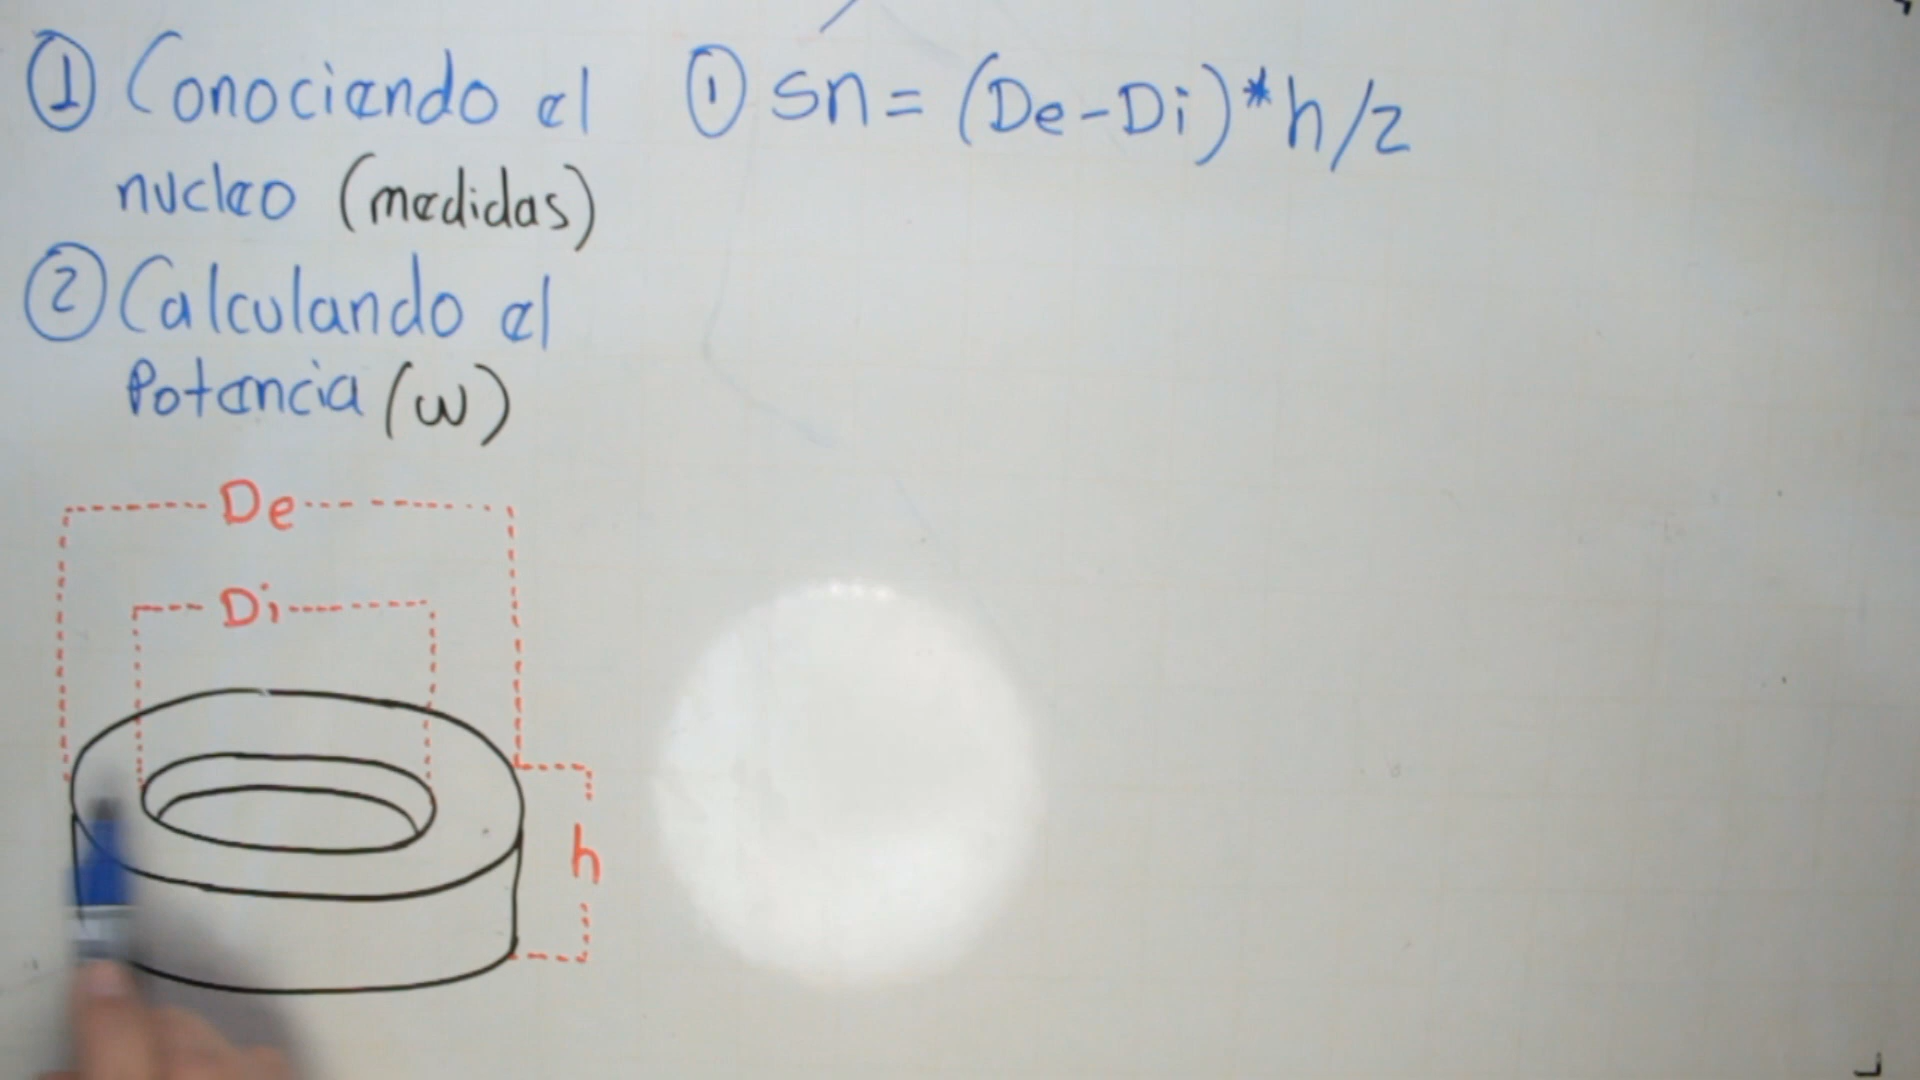 ① Conociendo el
nucleo (medidas)
② Calculando el
Potencia (w)
① Sn = (De-Di)*h/2
De
Di
h